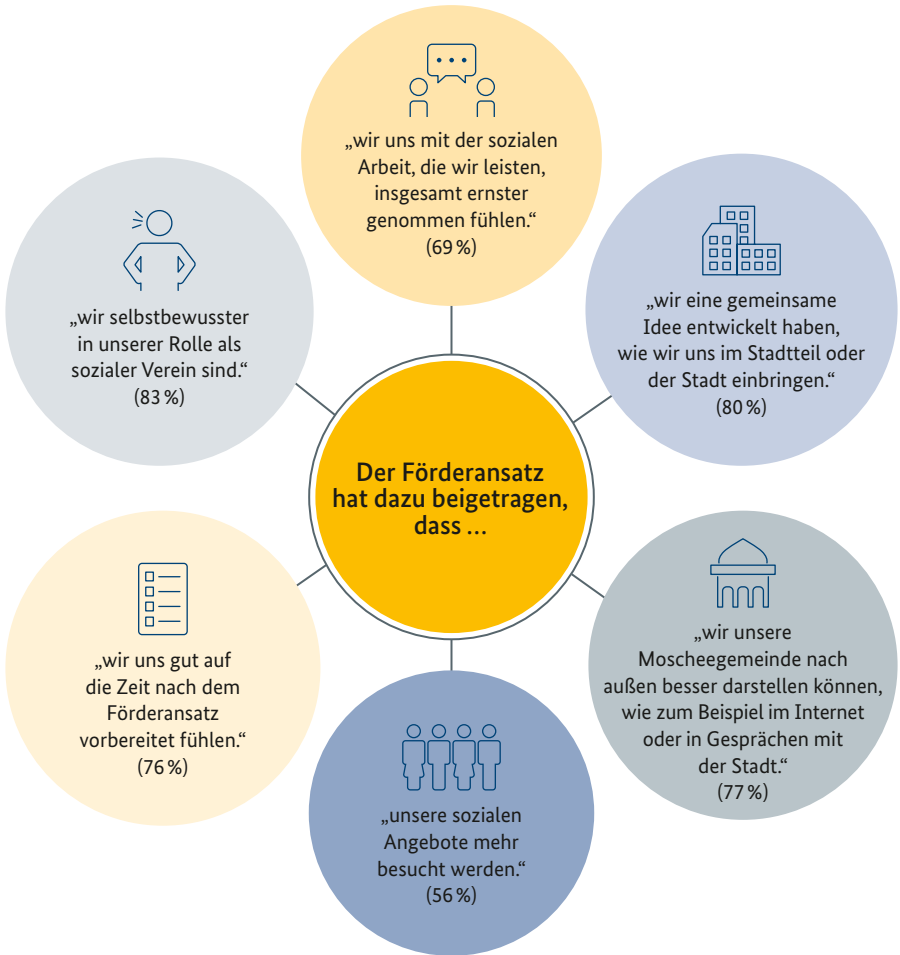 „wir uns mit der sozialen
Arbeit, die wir leisten,
insgesamt ernster
genommen fühlen.“
(69 %)
„wir selbstbewusster
in unserer Rolle als
sozialer Verein sind.“
(83 %)
„wir eine gemeinsame
Idee entwickelt haben,
wie wir uns im Stadtteil oder
der Stadt einbringen.“
(80 %)
Der Förderansatz
hat dazu beigetragen,
dass ...
„wir uns gut auf
die Zeit nach dem
Förderansatz
vorbereitet fühlen.“
(76 %)
„wir unsere
Moscheegemeinde nach
außen besser darstellen können,
wie zum Beispiel im Internet
oder in Gesprächen mit
der Stadt.“
(77 %)
„unsere sozialen
Angebote mehr
besucht werden.“
(56 %)